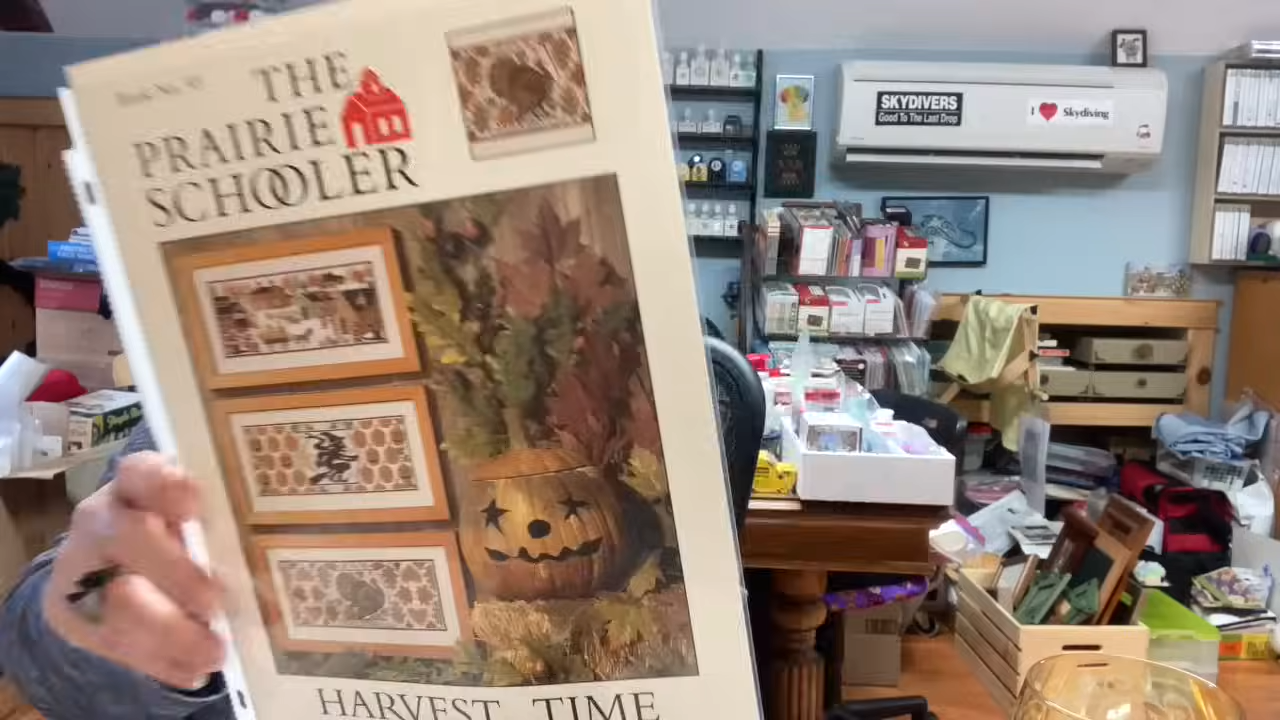 THE
PRAIRIE
SCHOOLER
HARVEST TIME
SKYDIVERS
Good To The Last Drop
I Skydiving